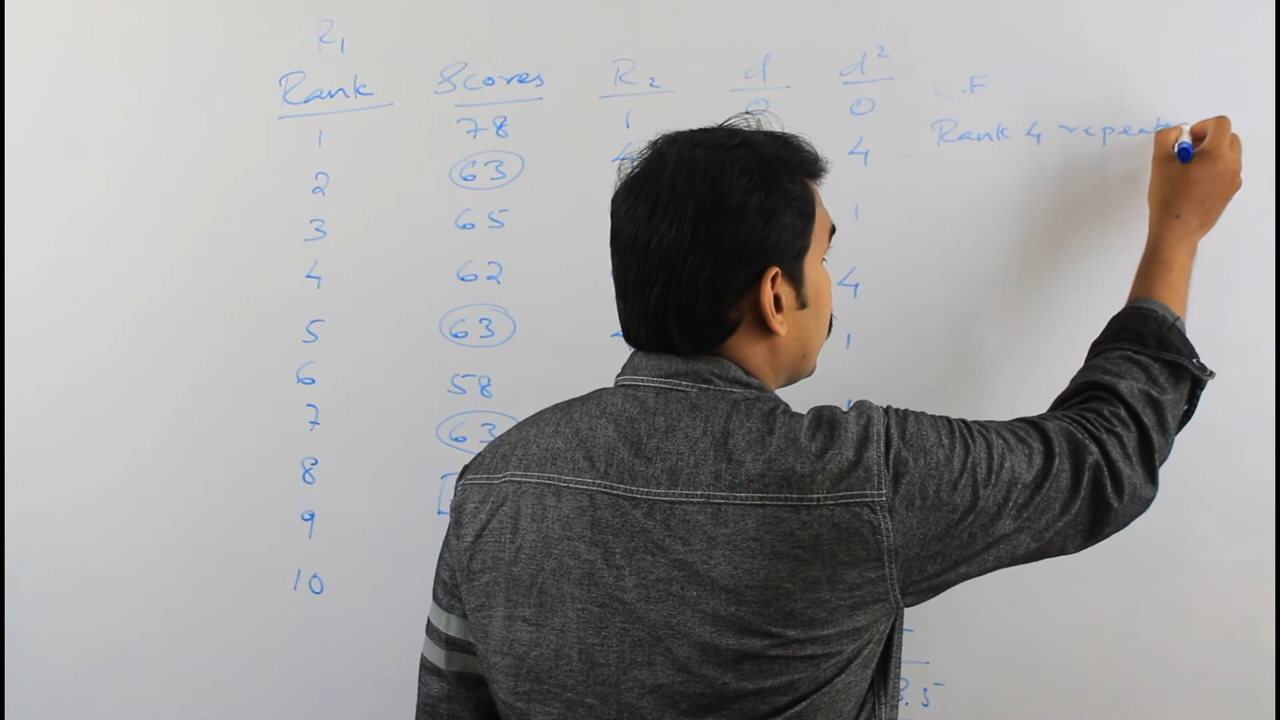 R1
Rank Scores R2 d d²
1 78 1 0 0
2 63 4 4
3 65 1
4 62 4
5 63 1
6 58
7 63
8
9
10
C.F
Rank 4 repeat